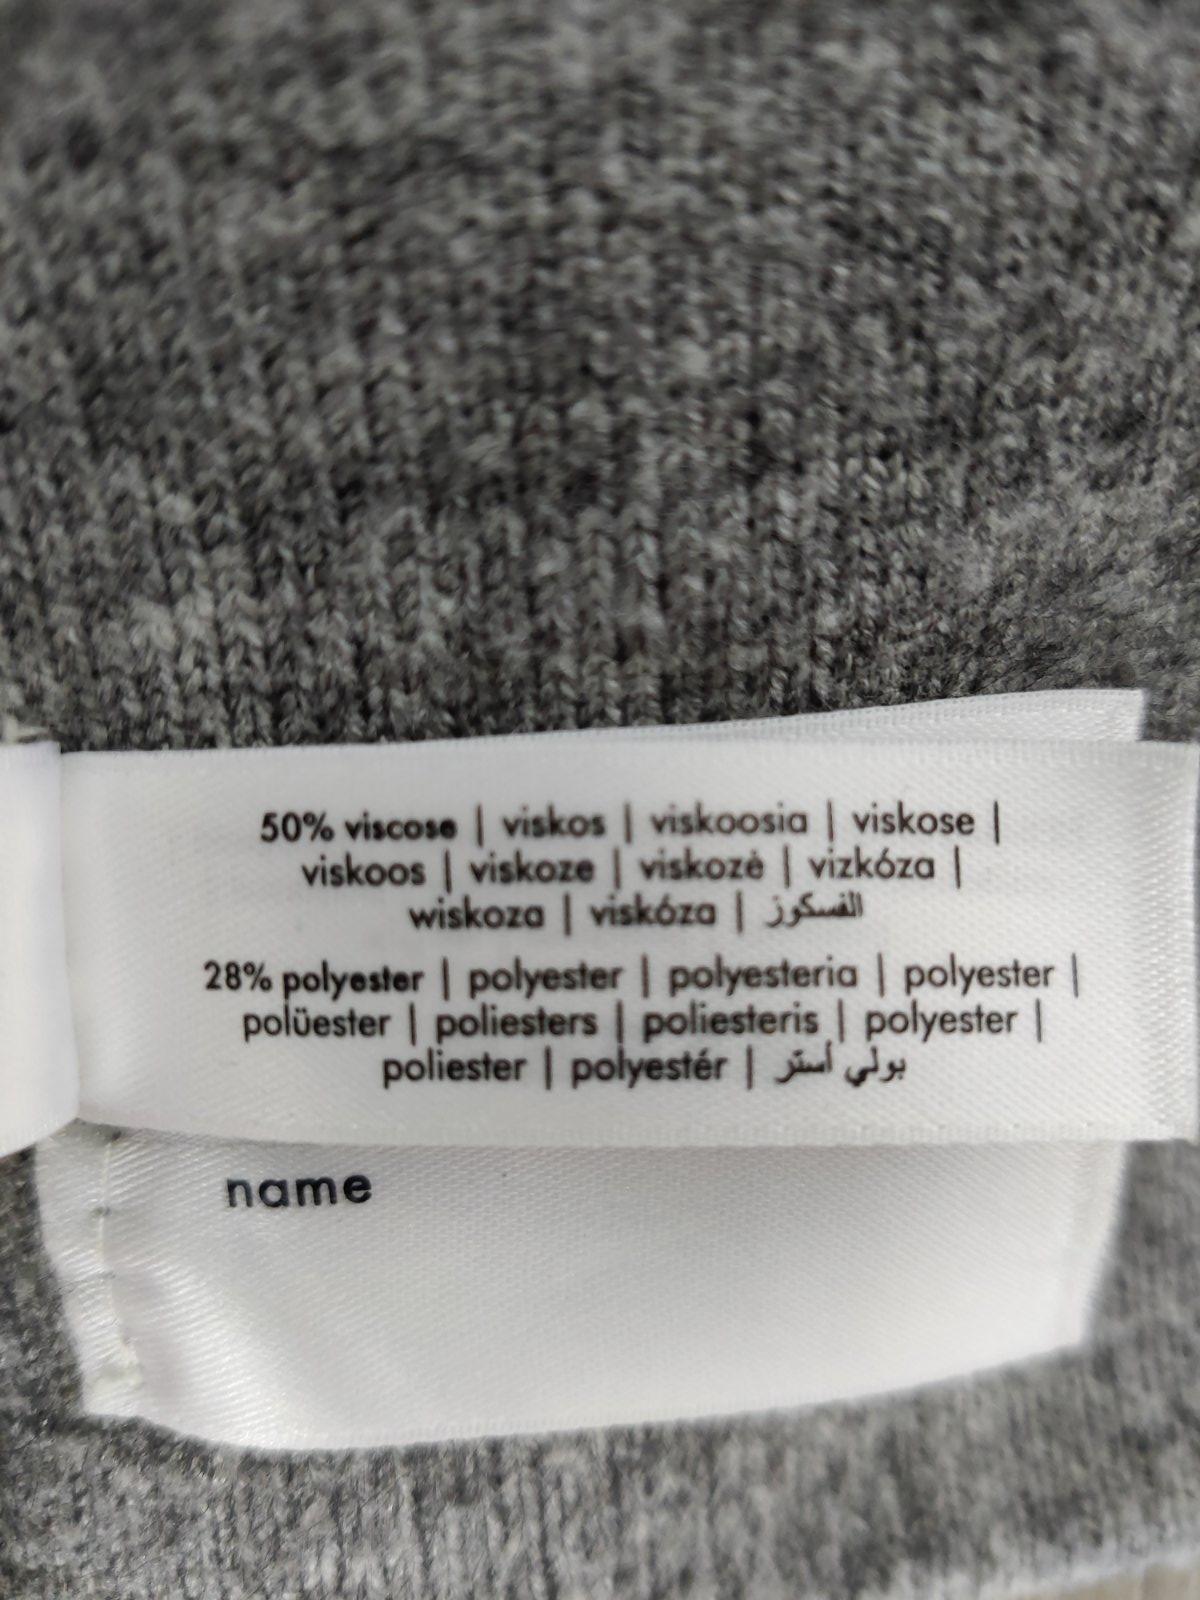 50% viscose | viskos | viskoosia | viskose |
viskoos | viskoze | viskozė | vizkóza |
wiskoza | viskóza | الفسكوز
28% polyester | polyester | polyesteria | polyester |
polüester | poliesters | poliesteris | polyester |
poliester | polyestér | بولي أستر
name